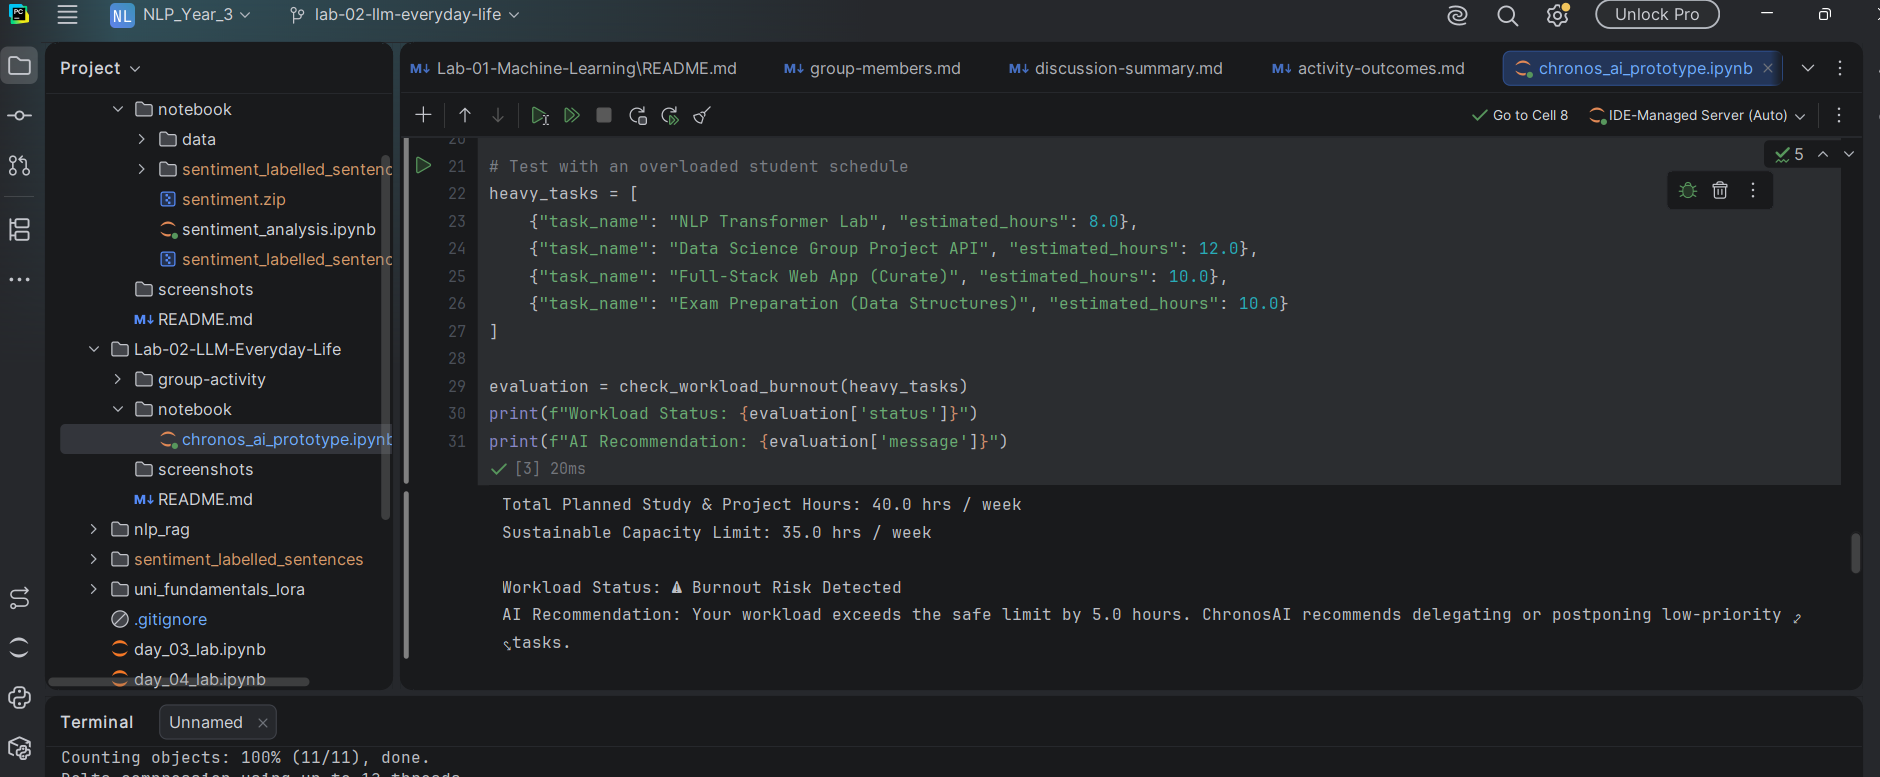 NL NLP_Year_3 lab-02-llm-everyday-life Unlock Pro
Project
notebook
data
sentiment_labelled_sentenc
sentiment.zip
sentiment_analysis.ipynb
sentiment_labelled_sentenc
screenshots
M↓ README.md
Lab-02-LLM-Everyday-Life
group-activity
notebook
chronos_ai_prototype.ipynb
screenshots
M↓ README.md
nlp_rag
sentiment_labelled_sentences
uni_fundamentals_lora
.gitignore
day_03_lab.ipynb
day_04_lab.ipynb
M↓ Lab-01-Machine-Learning\README.md M↓ group-members.md M↓ discussion-summary.md M↓ activity-outcomes.md chronos_ai_prototype.ipynb
Go to Cell 8 IDE-Managed Server (Auto)
5
20
21 # Test with an overloaded student schedule
22 heavy_tasks = [
23 {"task_name": "NLP Transformer Lab", "estimated_hours": 8.0},
24 {"task_name": "Data Science Group Project API", "estimated_hours": 12.0},
25 {"task_name": "Full-Stack Web App (Curate)", "estimated_hours": 10.0},
26 {"task_name": "Exam Preparation (Data Structures)", "estimated_hours": 10.0}
27 ]
28
29 evaluation = check_workload_burnout(heavy_tasks)
30 print(f"Workload Status: {evaluation['status']}")
31 print(f"AI Recommendation: {evaluation['message']}")
[3] 20ms
Total Planned Study & Project Hours: 40.0 hrs / week
Sustainable Capacity Limit: 35.0 hrs / week
Workload Status: ⚠ Burnout Risk Detected
AI Recommendation: Your workload exceeds the safe limit by 5.0 hours. ChronosAI recommends delegating or postponing low-priority
tasks.
Terminal Unnamed
Counting objects: 100% (11/11), done.
Delta compression using up to 12 threads